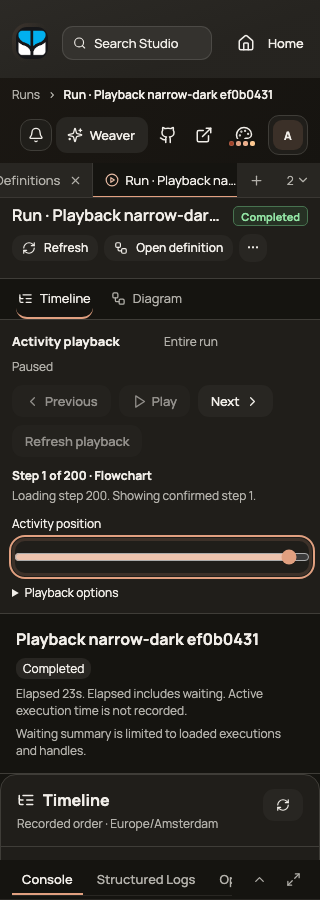 Search Studio
Home
Runs > Run · Playback narrow-dark ef0b0431
Weaver
A
Definitions
Run · Playback na...
2
Run · Playback narrow-dar...
Completed
Refresh
Open definition
Timeline
Diagram
Activity playback
Entire run
Paused
Previous
Play
Next
Refresh playback
Step 1 of 200 · Flowchart
Loading step 200. Showing confirmed step 1.
Activity position
Playback options
Playback narrow-dark ef0b0431
Completed
Elapsed 23s. Elapsed includes waiting. Active
execution time is not recorded.
Waiting summary is limited to loaded executions
and handles.
Timeline
Recorded order · Europe/Amsterdam
Console
Structured Logs